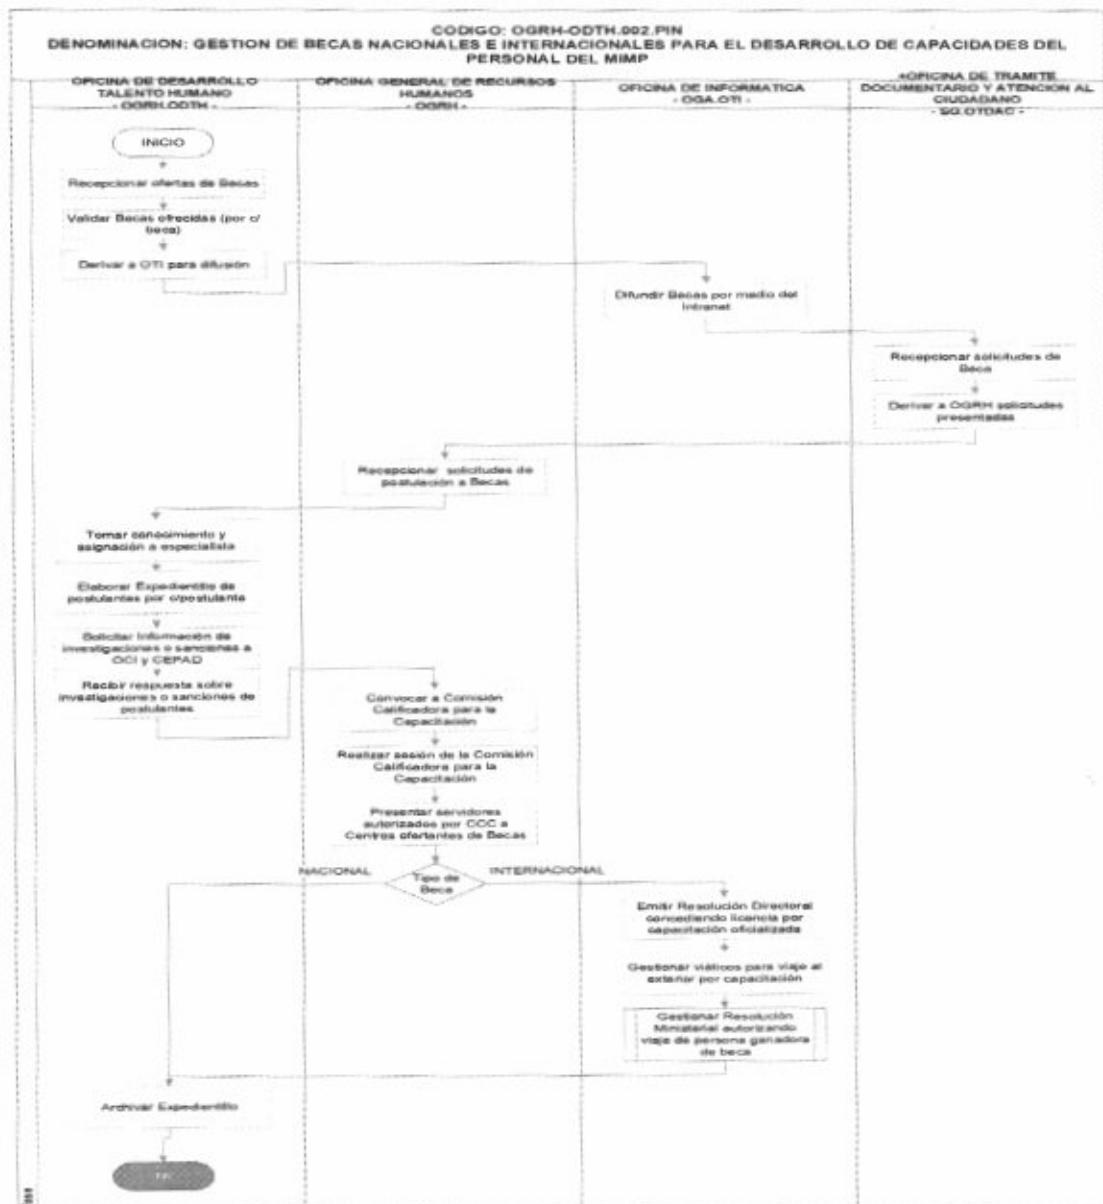 CODIGO: OGRH-ODTH.002.PIN
DENOMINACION: GESTION DE BECAS NACIONALES E INTERNACIONALES PARA EL DESARROLLO DE CAPACIDADES DEL
PERSONAL DEL MIMP
OFICINA DE DESARROLLO
TALENTO HUMANO
- OGRH.ODTH -
OFICINA GENERAL DE RECURSOS
HUMANOS
- OGRH -
OFICINA DE INFORMATICA
- OGA.OTI -
+OFICINA DE TRAMITE
DOCUMENTARIO Y ATENCION AL
CIUDADANO
- SG.OTDAC -
INICIO
Recepcionar ofertas de Becas
Validar Becas ofrecidas (por c/
beca)
Derivar a OTI para difusión
Difundir Becas por medio del
Intranet
Recepcionar solicitudes de
Beca
Derivar a OGRH solicitudes
presentadas
Recepcionar solicitudes de
postulación a Becas
Tomar conocimiento y
asignación a especialista
Elaborar Expedientillo de
postulantes por c/postulante
Solicitar Información de
investigaciones o sanciones a
OCI y CEPAD
Recibir respuesta sobre
investigaciones o sanciones de
postulantes
Convocar a Comisión
Calificadora para la
Capacitación
Realizar sesión de la Comisión
Calificadora para la
Capacitación
Presentar servidores
autorizados por CCC a
Centros ofertantes de Becas
NACIONAL
Tipo de
Beca
INTERNACIONAL
Emitir Resolución Directoral
concediendo licencia por
capacitación oficializada
Gestionar viáticos para viaje al
exterior por capacitación
Gestionar Resolución
Ministerial autorizando
viaje de persona ganadora
de beca
Archivar Expedientillo